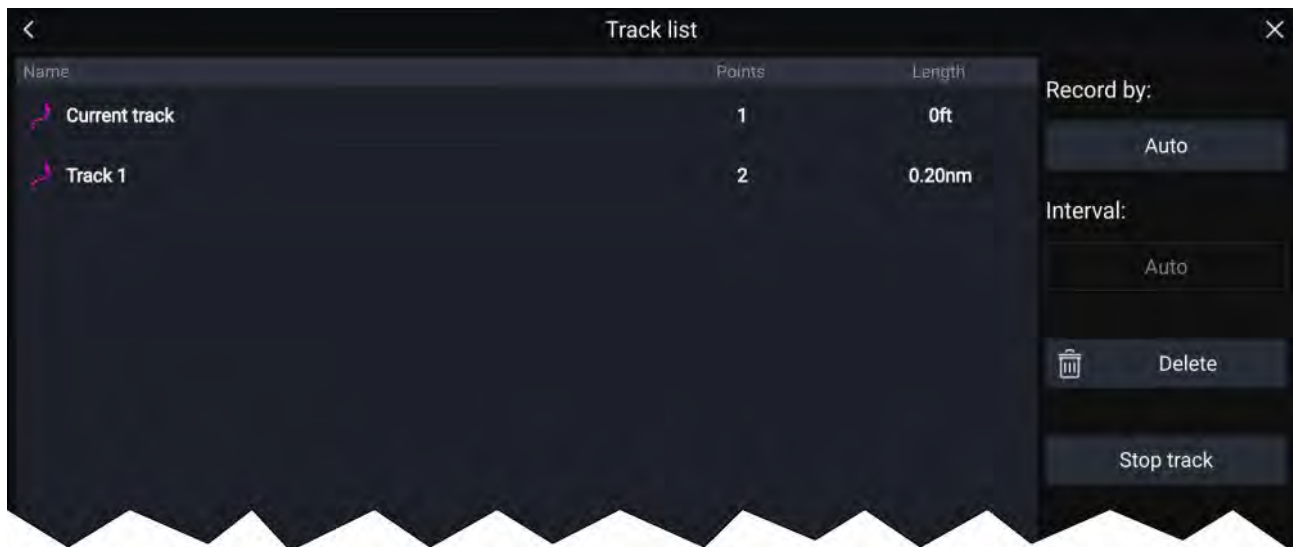 Track list
Name Points Length
Current track 1 0ft
Track 1 2 0.20nm
Record by:
Auto
Interval:
Auto
Delete
Stop track